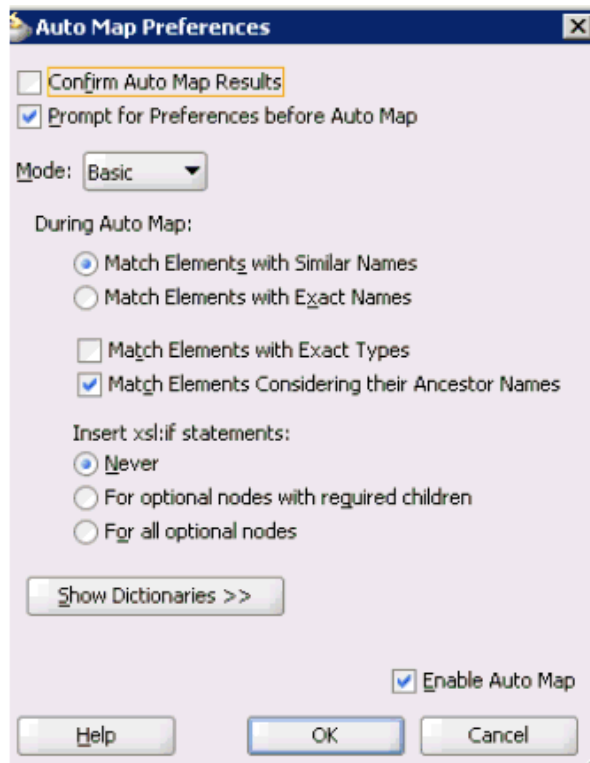 Auto Map Preferences
Confirm Auto Map Results
Prompt for Preferences before Auto Map
Mode: Basic
During Auto Map:
Match Elements with Similar Names
Match Elements with Exact Names
Match Elements with Exact Types
Match Elements Considering their Ancestor Names
Insert xsl:if statements:
Never
For optional nodes with required children
For all optional nodes
Show Dictionaries >>
Enable Auto Map
Help OK Cancel